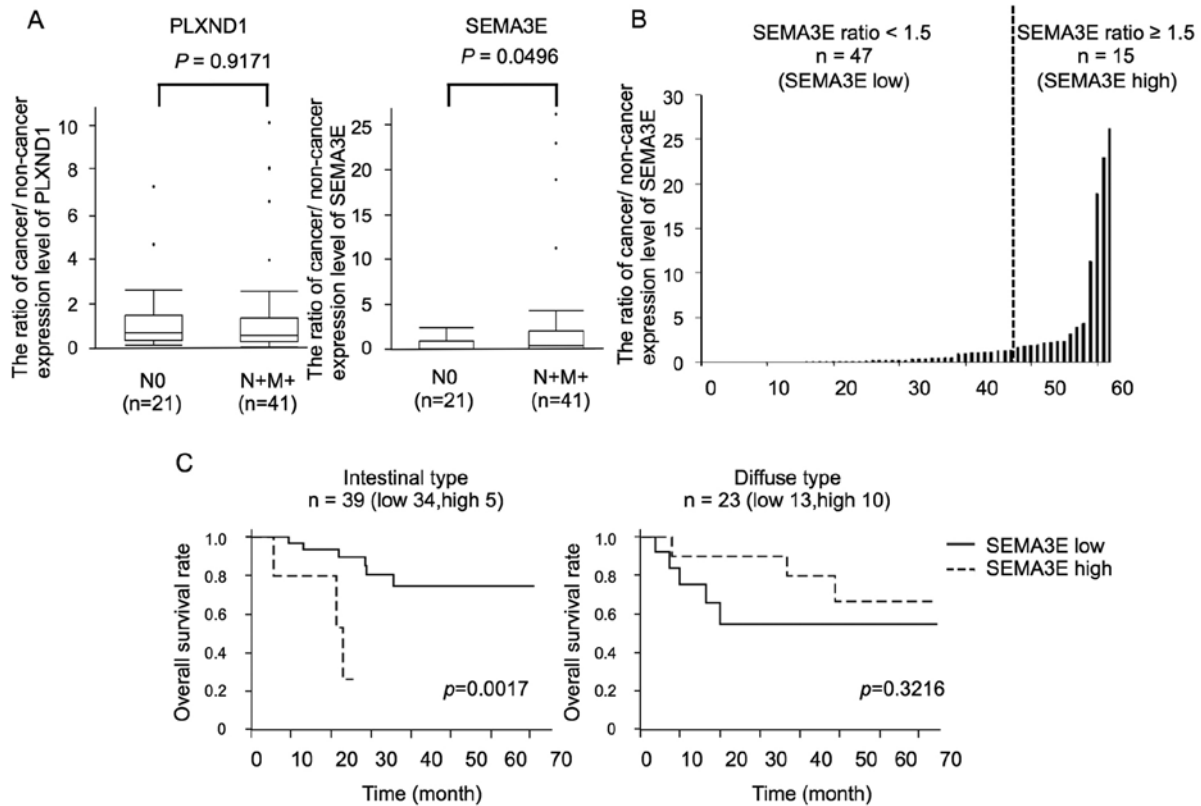 A
PLXND1
P = 0.9171
The ratio of cancer/ non-cancer
expression level of PLXND1
10
8
6
4
2
0
N0
(n=21)
N+M+
(n=41)
SEMA3E
P = 0.0496
The ratio of cancer/ non-cancer
expression level of SEMA3E
25
20
15
10
5
0
N0
(n=21)
N+M+
(n=41)
B
SEMA3E ratio < 1.5
n = 47
(SEMA3E low)
SEMA3E ratio ≥ 1.5
n = 15
(SEMA3E high)
The ratio of cancer/ non-cancer
expression level of SEMA3E
30
25
20
15
10
5
0
0 10 20 30 40 50 60
C
Intestinal type
n = 39 (low 34,high 5)
Overall survival rate
1.0
0.8
0.6
0.4
0.2
0
p=0.0017
0 10 20 30 40 50 60 70
Time (month)
Diffuse type
n = 23 (low 13,high 10)
Overall survival rate
1.0
0.8
0.6
0.4
0.2
0
p=0.3216
0 10 20 30 40 50 60 70
Time (month)
SEMA3E low
SEMA3E high